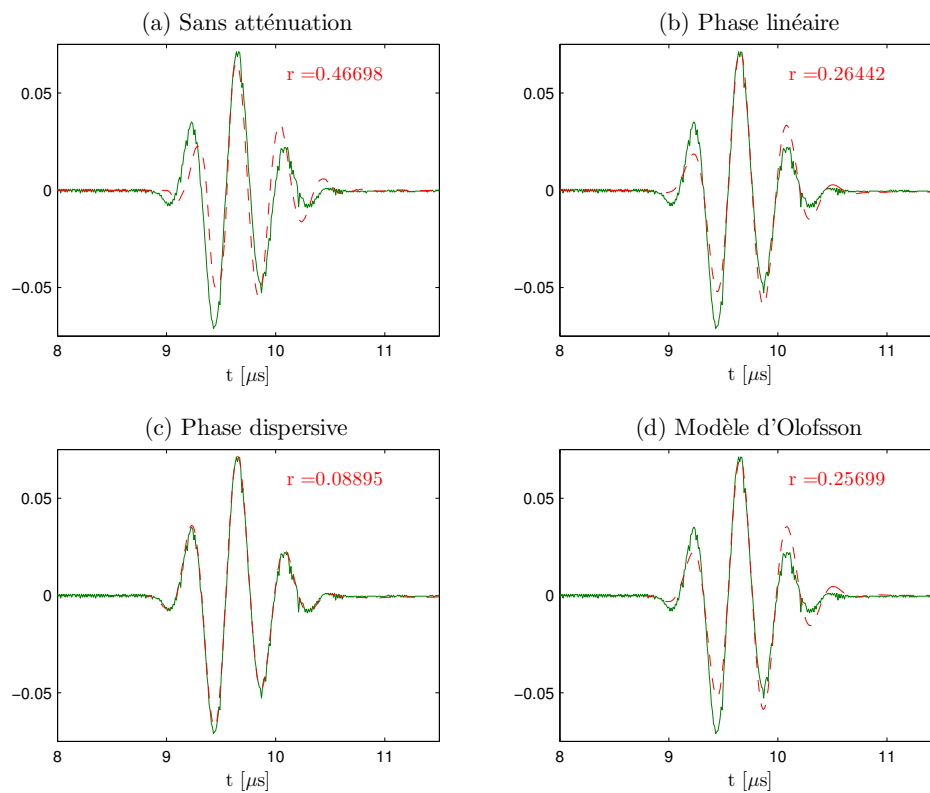 (a) Sans atténuation
r =0.46698
0.05
0
−0.05
8 9 10 11
t [μs]
(b) Phase linéaire
r =0.26442
0.05
0
−0.05
8 9 10 11
t [μs]
(c) Phase dispersive
r =0.08895
0.05
0
−0.05
8 9 10 11
t [μs]
(d) Modèle d'Olofsson
r =0.25699
0.05
0
−0.05
8 9 10 11
t [μs]